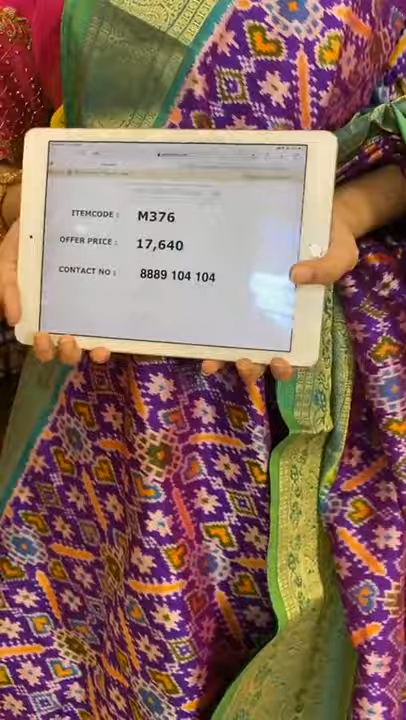 ITEMCODE : M376
OFFER PRICE : 17,640
CONTACT NO : 8889 104 104